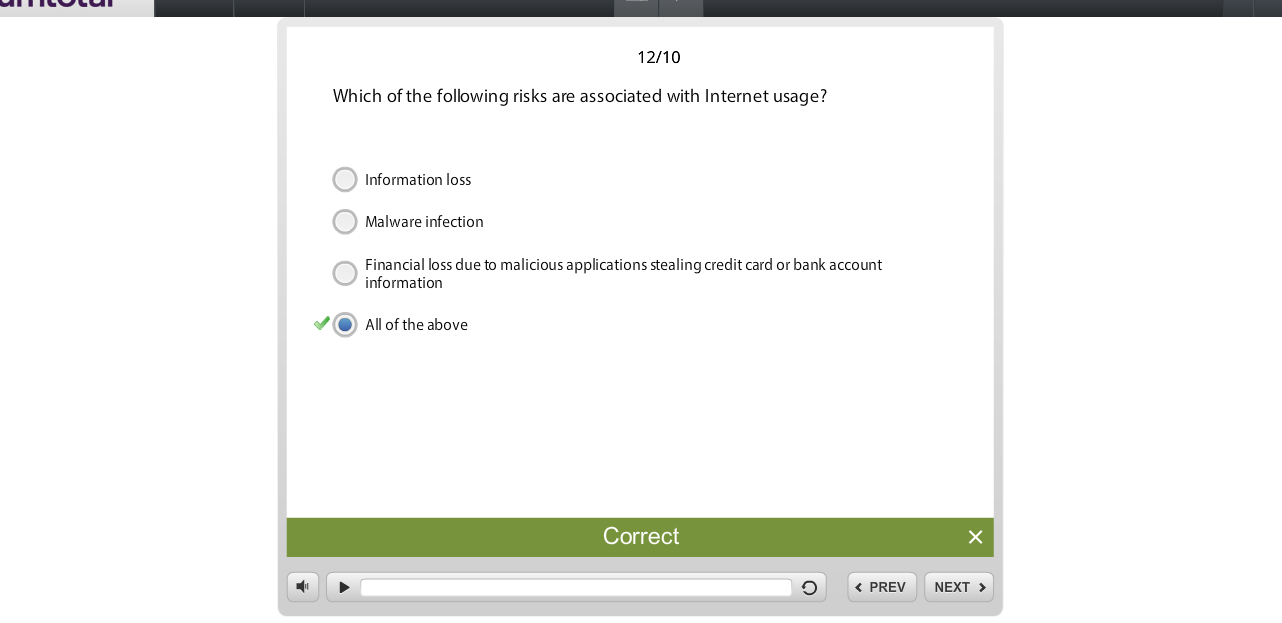 12/10
Which of the following risks are associated with Internet usage?
Information loss
Malware infection
Financial loss due to malicious applications stealing credit card or bank account
information
All of the above
Correct
PREV
NEXT